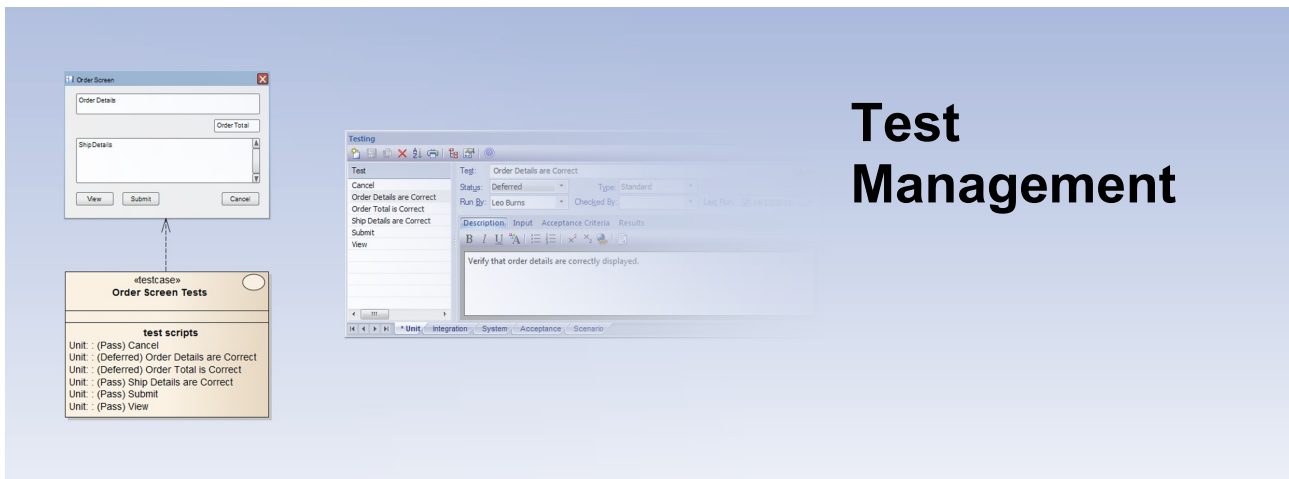 Order Screen
Order Details
Order Total
Ship Details
View Submit Cancel
«testcase»
Order Screen Tests
test scripts
Unit: : (Pass) Cancel
Unit: : (Deferred) Order Details are Correct
Unit: : (Deferred) Order Total is Correct
Unit: : (Pass) Ship Details are Correct
Unit: : (Pass) Submit
Unit: : (Pass) View
Testing
Test
Cancel
Order Details are Correct
Order Total is Correct
Ship Details are Correct
Submit
View
Test: Order Details are Correct
Status: Deferred Type: Standard
Run By: Leo Burns Checked By: Last Run:
Description Input Acceptance Criteria Results
B I U A
Verify that order details are correctly displayed.
* Unit Integration System Acceptance Scenario
Test
Management